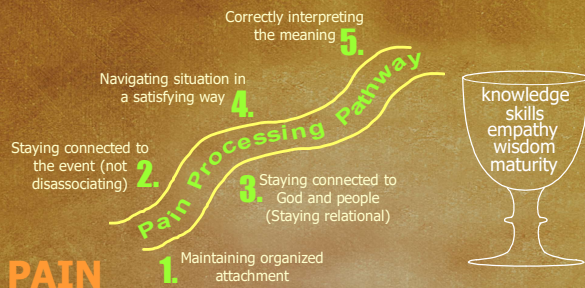 Correctly interpreting
the meaning 5.
Navigating situation in
a satisfying way 4.
Staying connected to
the event (not
disassociating) 2.
Pain Processing Pathway
3. Staying connected to
God and people
(Staying relational)
1. Maintaining organized
attachment
PAIN
knowledge
skills
empathy
wisdom
maturity